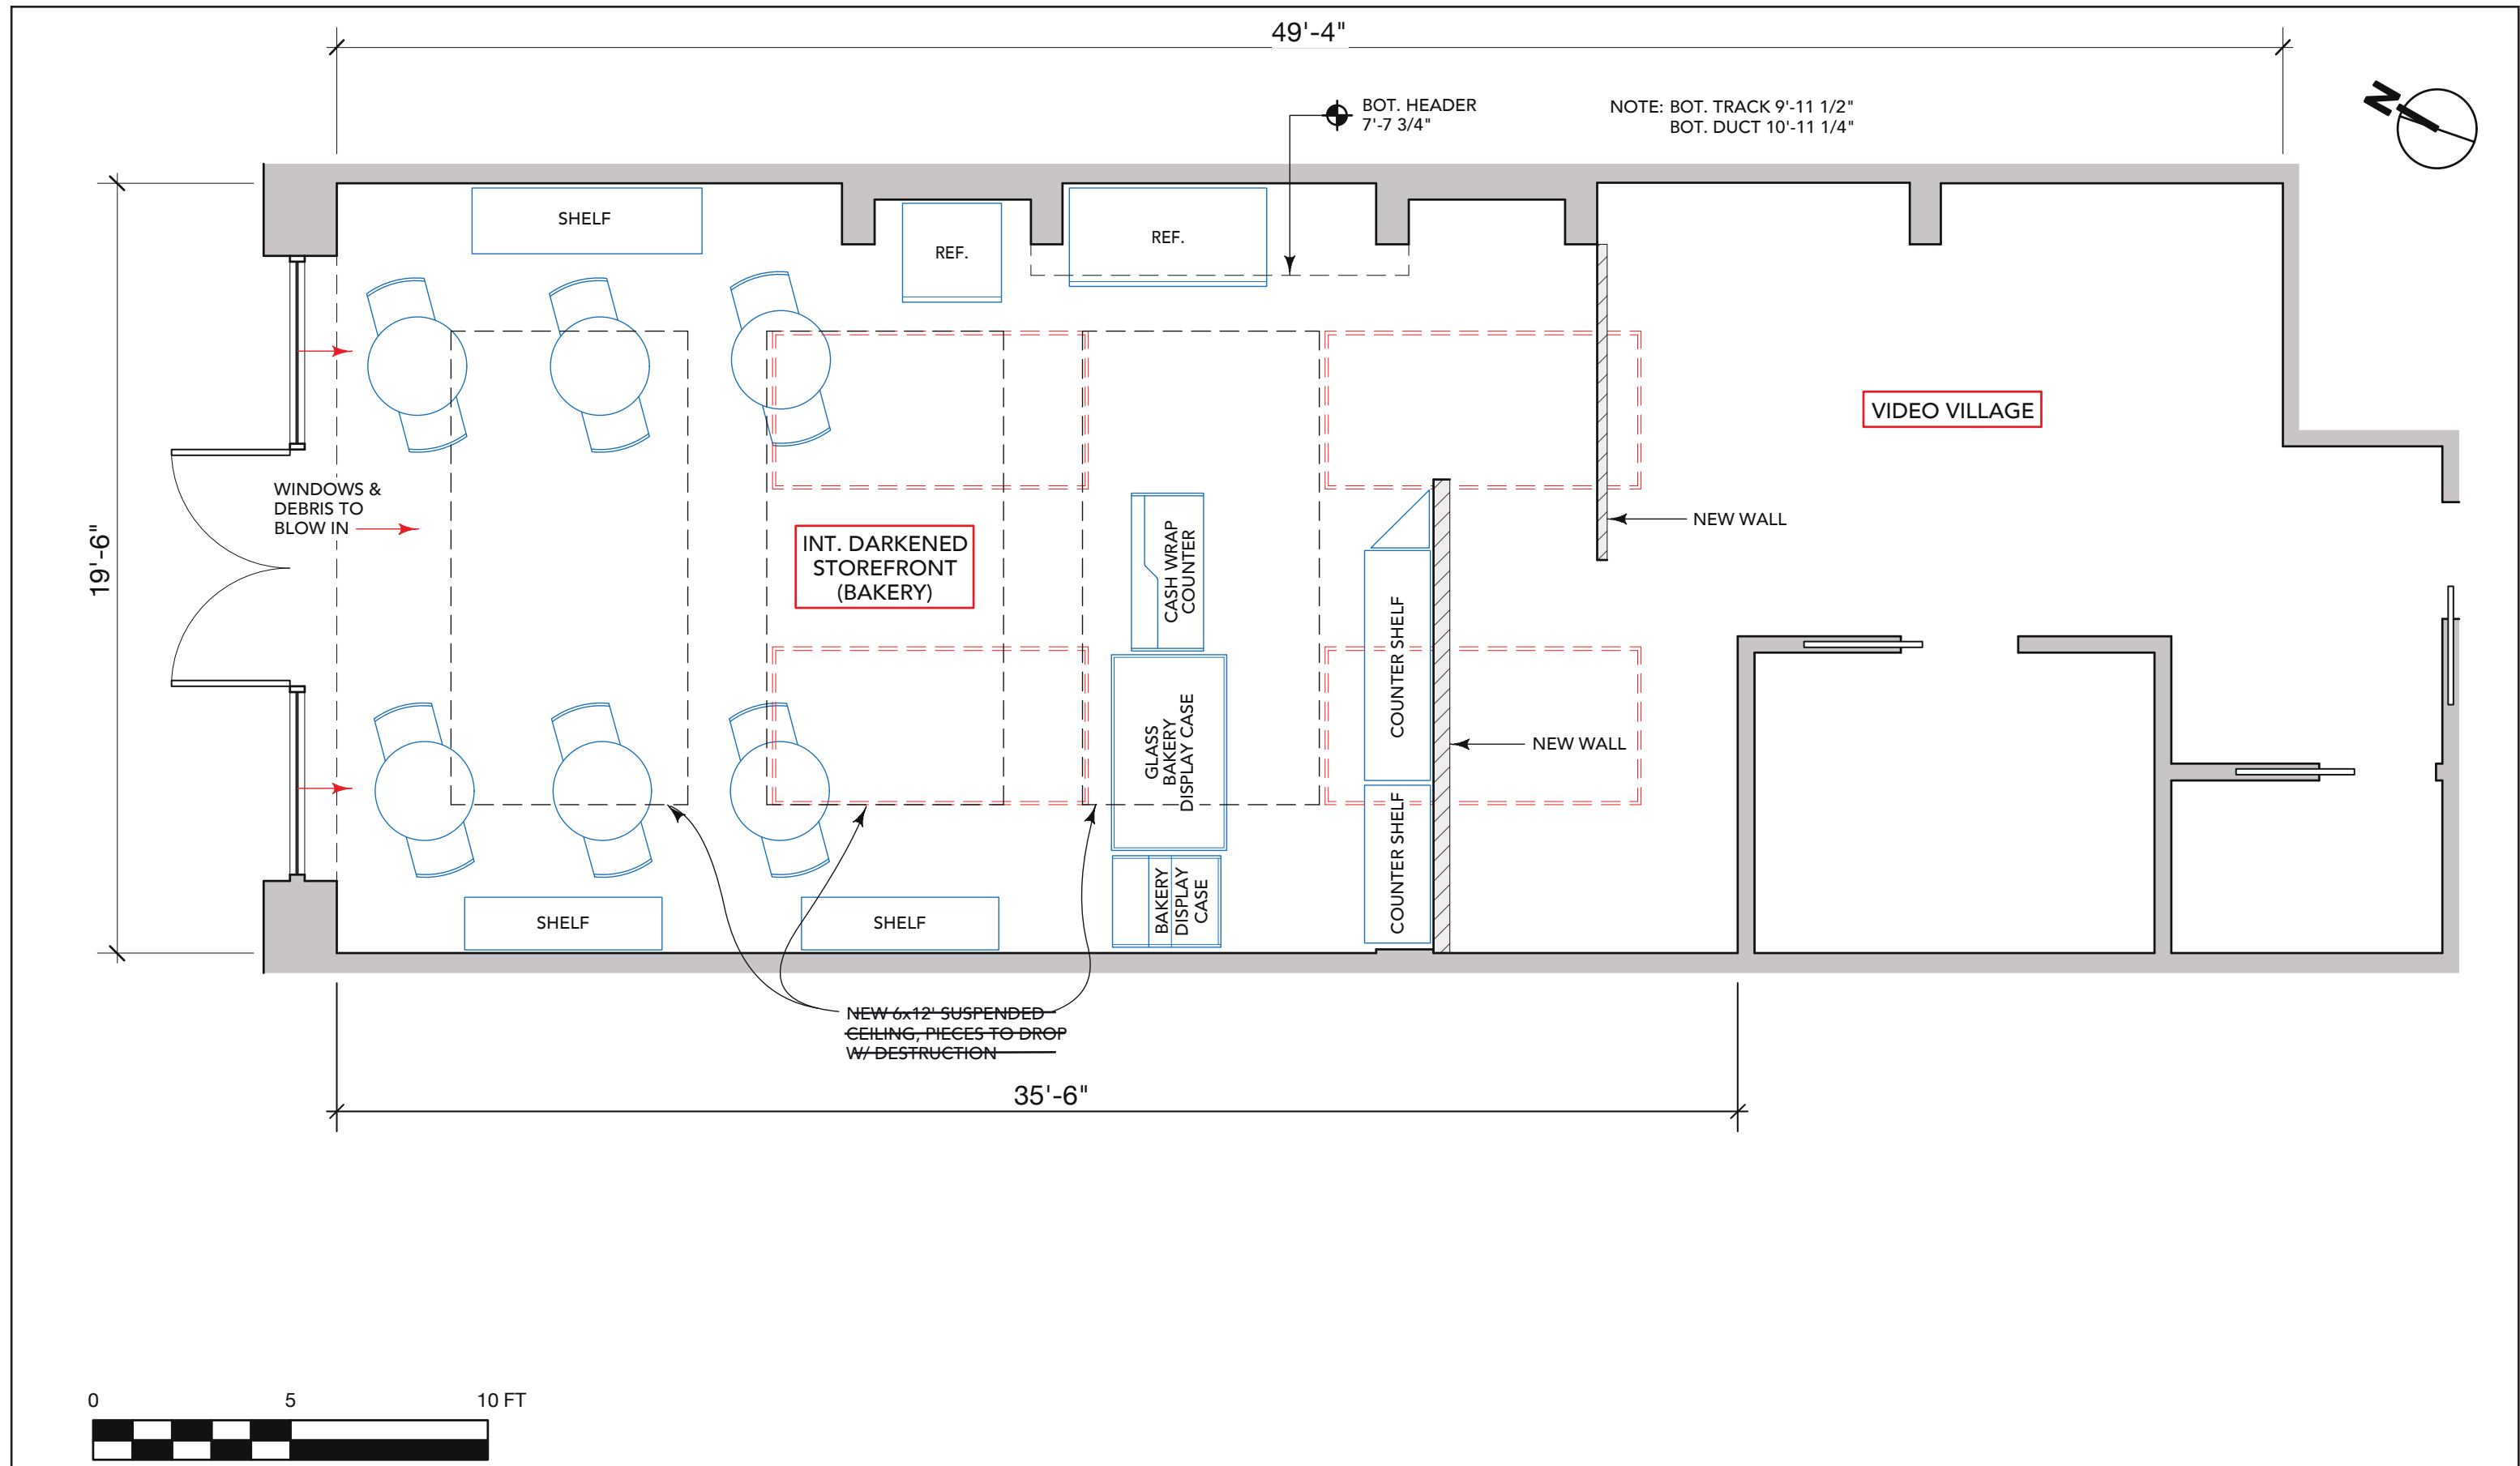 49'-4"
BOT. HEADER
7'-7 3/4"
NOTE: BOT. TRACK 9'-11 1/2"
BOT. DUCT 10'-11 1/4"
N
SHELF
REF.
REF.
VIDEO VILLAGE
WINDOWS &
DEBRIS TO
BLOW IN
19'-6"
INT. DARKENED
STOREFRONT
(BAKERY)
CASH WRAP
COUNTER
NEW WALL
COUNTER SHELF
GLASS
BAKERY
DISPLAY CASE
NEW WALL
COUNTER SHELF
BAKERY
DISPLAY
CASE
SHELF
SHELF
NEW 6x12' SUSPENDED
CEILING, PIECES TO DROP
W/ DESTRUCTION
35'-6"
0 5 10 FT